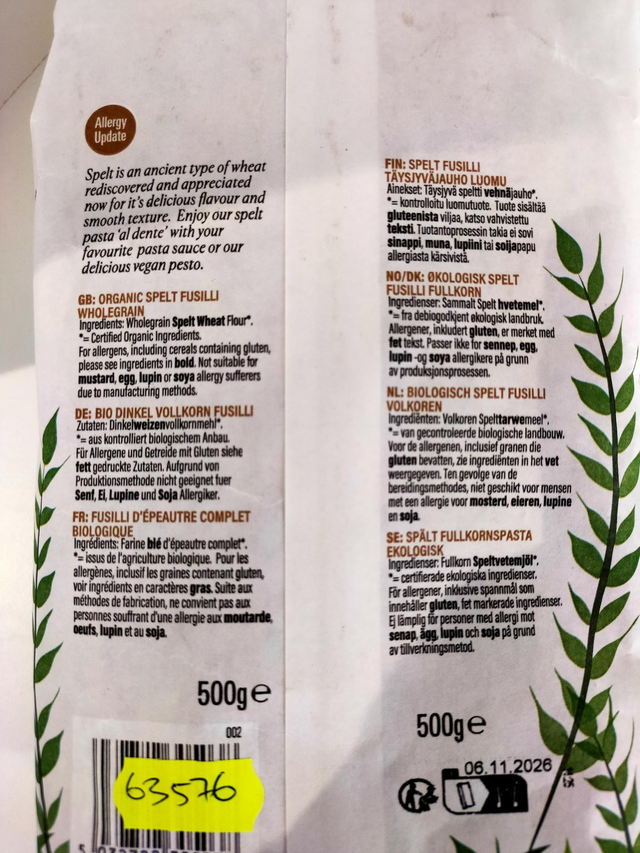 Allergy
Update
Spelt is an ancient type of wheat
rediscovered and appreciated
now for it's delicious flavour and
smooth texture. Enjoy our spelt
pasta 'al dente' with your
favourite pasta sauce or our
delicious vegan pesto.
GB: ORGANIC SPELT FUSILLI
WHOLEGRAIN
Ingredients: Wholegrain Spelt Wheat Flour*.
*= Certified Organic Ingredients.
For allergens, including cereals containing gluten,
please see ingredients in bold. Not suitable for
mustard, egg, lupin or soya allergy sufferers
due to manufacturing methods.
DE: BIO DINKEL VOLLKORN FUSILLI
Zutaten: Dinkelweizenvollkornmehl*.
*= aus kontrolliert biologischem Anbau.
Für Allergene und Getreide mit Gluten siehe
fett gedruckte Zutaten. Aufgrund von
Produktionsmethode nicht geeignet fuer
Senf, Ei, Lupine und Soja Allergiker.
FR: FUSILLI D'ÉPEAUTRE COMPLET
BIOLOGIQUE
Ingrédients: Farine blé d'épeautre complet*.
*= issus de l'agriculture biologique. Pour les
allergènes, inclusif les graines contenant gluten,
voir ingrédients en caractères gras. Suite aux
méthodes de fabrication, ne convient pas aux
personnes souffrant d'une allergie aux moutarde,
oeufs, lupin et au soja.
500g e
002
63576
FIN: SPELT FUSILLI
TÄYSJYVÄJAUHO LUOMU
Ainekset: Täysjyvä speltti vehnäjauho*.
*= kontrolloitu luomutuote. Tuote sisältää
gluteenista viljaa, katso vahvistettu
teksti. Tuotantoprosessin takia ei sovi
sinappi, muna, lupiini tai soijapapu
allergiasta kärsivistä.
NO/DK: ØKOLOGISK SPELT
FUSILLI FULLKORN
Ingredienser: Sammalt Spelt hvetemel*.
*= fra debiogodkjent økologisk landbruk.
Allergener, inkludert gluten, er merket med
fet tekst. Passer ikke for sennep, egg,
lupin -og soya allergikere på grunn
av produksjonsprosessen.
NL: BIOLOGISCH SPELT FUSILLI
VOLKOREN
Ingrediënten: Volkoren Spelttarwemeel*.
*= van gecontroleerde biologische landbouw.
Voor de allergenen, inclusief granen die
gluten bevatten, zie ingrediënten in het vet
weergegeven. Ten gevolge van de
bereidingsmethodes, niet geschikt voor mensen
met een allergie voor mosterd, eieren, lupine
en soja.
SE: SPÄLT FULLKORNSPASTA
EKOLOGISK
Ingredienser: Fullkorn Speltvetemjöl*.
*= certifierade ekologiska ingredienser.
För allergener, inklusive spannmål som
innehåller gluten, fet markerade ingredienser.
Ej lämplig för personer med allergi mot
senap, ägg, lupin och soja på grund
av tillverkningsmetod.
500g e
06.11.2026